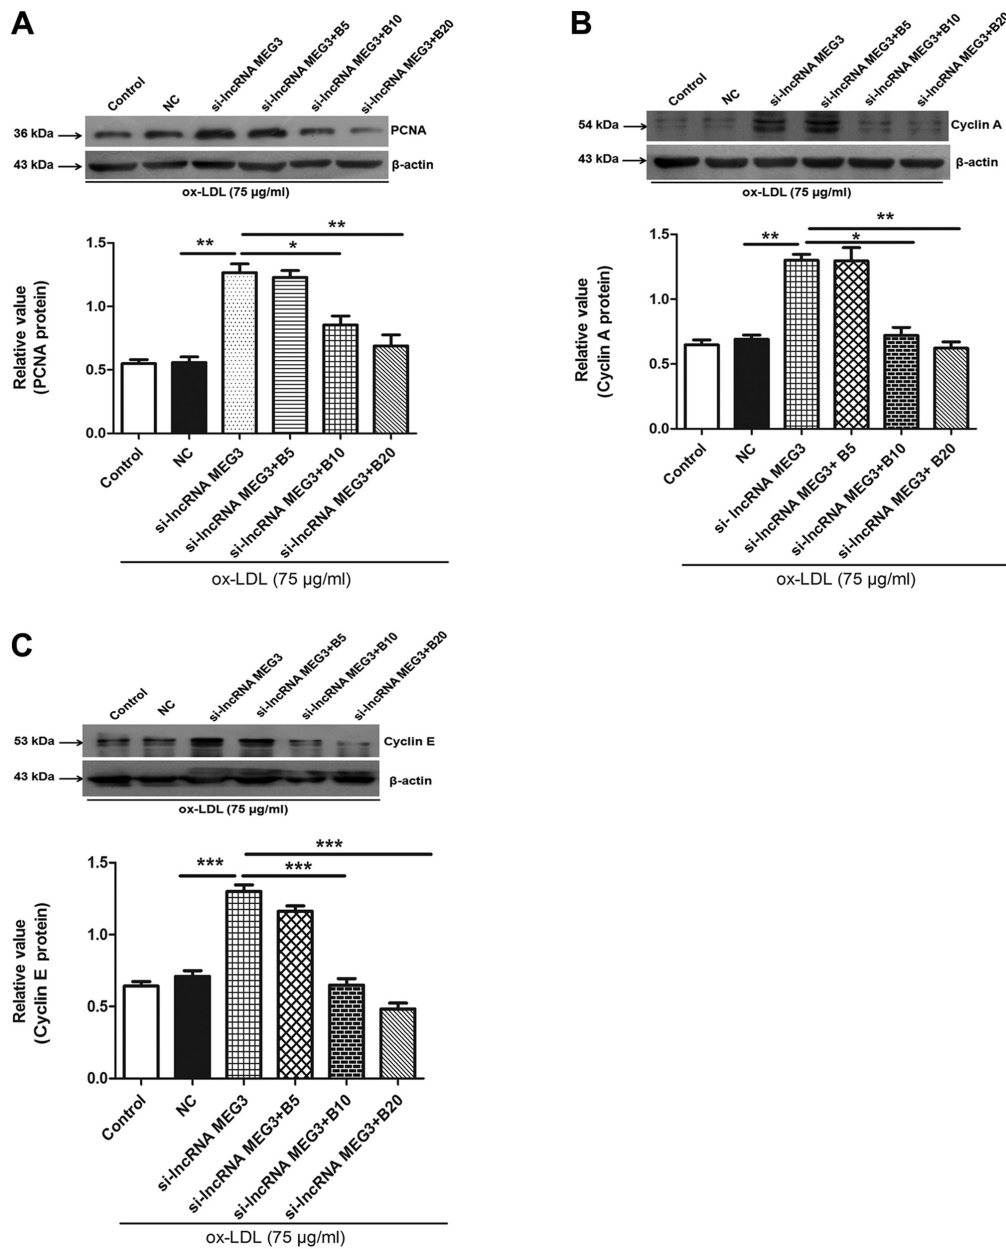 A
Control
NC
si-lncRNA MEG3
si-lncRNA MEG3+B5
si-lncRNA MEG3+B10
si-lncRNA MEG3+B20
36 kDa
PCNA
43 kDa
β-actin
ox-LDL (75 µg/ml)
**
**
*
1.5
1.0
0.5
0.0
Relative value
(PCNA protein)
Control
NC
si-lncRNA MEG3
si-lncRNA MEG3+B5
si-lncRNA MEG3+B10
si-lncRNA MEG3+B20
ox-LDL (75 µg/ml)
B
Control
NC
si-lncRNA MEG3
si-lncRNA MEG3+B5
si-lncRNA MEG3+B10
si-lncRNA MEG3+B20
54 kDa
Cyclin A
43 kDa
β-actin
ox-LDL (75 µg/ml)
**
**
*
1.5
1.0
0.5
0.0
Relative value
(Cyclin A protein)
Control
NC
si- lncRNA MEG3
si-lncRNA MEG3+ B5
si-lncRNA MEG3+B10
si-lncRNA MEG3+ B20
ox-LDL (75 µg/ml)
C
Control
NC
si-lncRNA MEG3
si-lncRNA MEG3+B5
si-lncRNA MEG3+B10
si-lncRNA MEG3+B20
53 kDa
Cyclin E
43 kDa
β-actin
ox-LDL (75 µg/ml)
***
***
***
1.5
1.0
0.5
0.0
Relative value
(Cyclin E protein)
Control
NC
si-lncRNA MEG3
si-lncRNA MEG3+B5
si-lncRNA MEG3+B10
si-lncRNA MEG3+B20
ox-LDL (75 µg/ml)